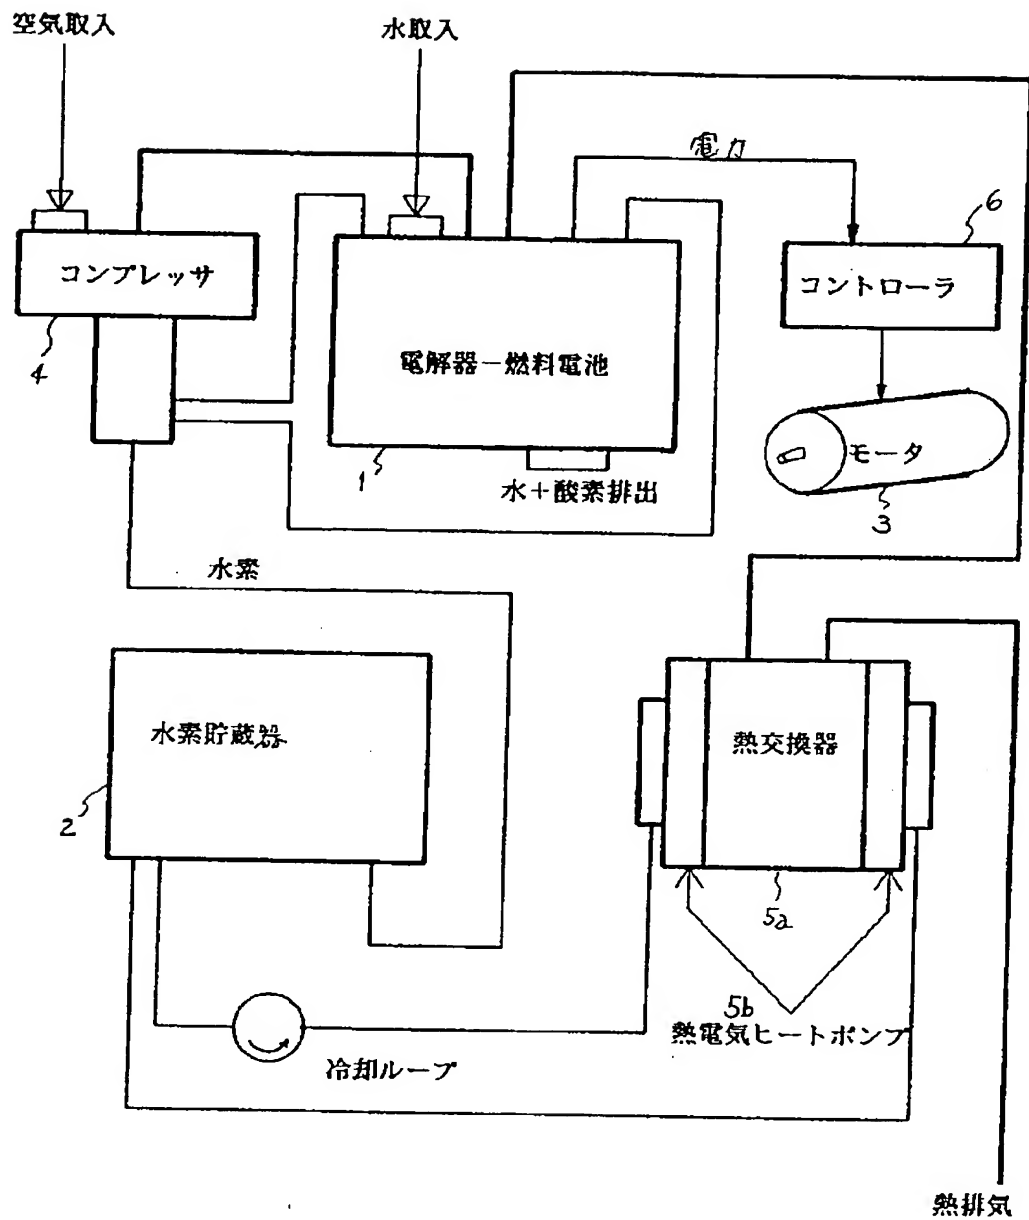 空気取入
水取入
電力
6
コンプレッサ
コントローラ
4
電解器－燃料電池
モータ
1
水＋酸素排出
3
水素
水素貯蔵器
熱交換器
2
5a
5b
熱電気ヒートポンプ
冷却ループ
熱排気